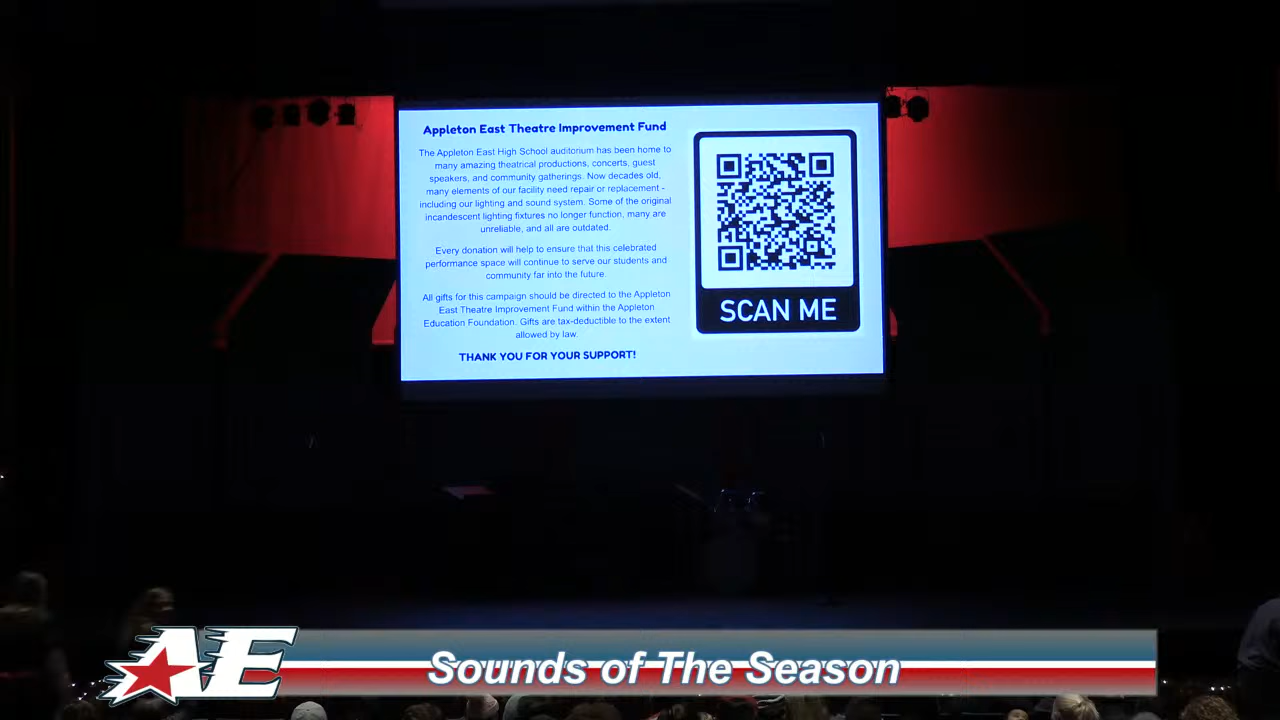 Appleton East Theatre Improvement Fund
The Appleton East High School auditorium has been home to
many amazing theatrical productions, concerts, guest
speakers, and community gatherings. Now decades old,
many elements of our facility need repair or replacement -
including our lighting and sound system. Some of the original
incandescent lighting fixtures no longer function, many are
unreliable, and all are outdated.
Every donation will help to ensure that this celebrated
performance space will continue to serve our students and
community far into the future.
All gifts for this campaign should be directed to the Appleton
East Theatre Improvement Fund within the Appleton
Education Foundation. Gifts are tax-deductible to the extent
allowed by law.
THANK YOU FOR YOUR SUPPORT!
SCAN ME
AE
Sounds of The Season